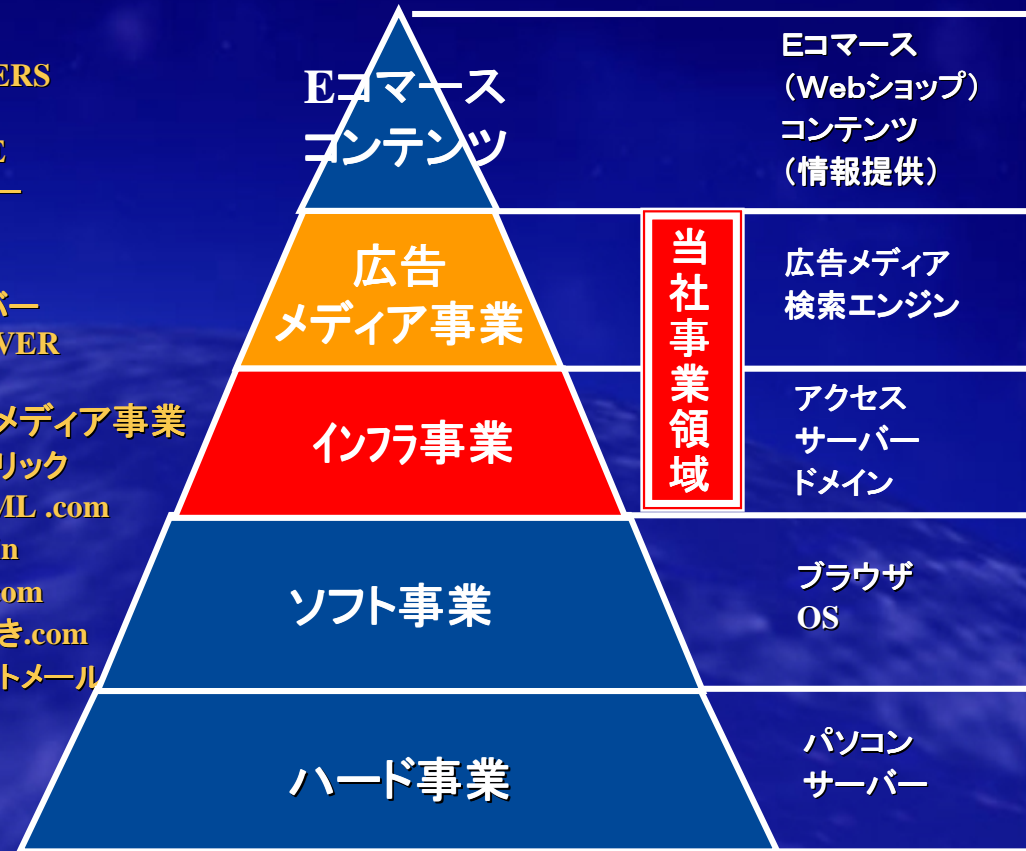 Eコマース
コンテンツ
広告
メディア事業
インフラ事業
ソフト事業
ハード事業
当社事業領域
Eコマース
（Webショップ）
コンテンツ
（情報提供）
広告メディア
検索エンジン
アクセス
サーバー
ドメイン
ブラウザ
OS
パソコン
サーバー
ERS
E
ー
バー
VER
メディア事業
リック
ML .com
n
om
き.com
トメール